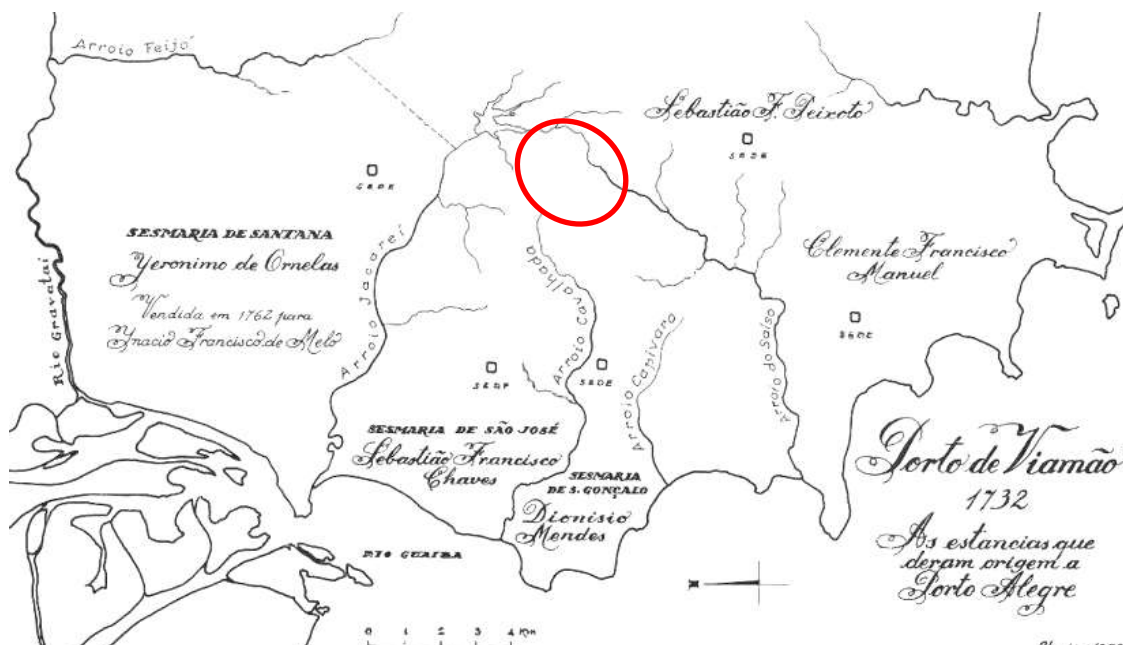 Arroio Feijó
Sebastião F. Peixoto
SEDE
SEDE
SESMARIA DE SANTANA
Yeronimo de Ornelas
Vendida em 1762 para
Ynacio Francisco de Melo
Rio Gravataí
Arroio Jacareí
Arroio Cavalhada
Arroio Capivara
Arroio do Salso
Clemente Francisco
Manuel
SEDE
SEDE
SEDE
SESMARIA DE SÃO JOSÉ
Sebastião Francisco
Chaves
SESMARIA
DE S. GONÇALO
Dionisio
Mendes
RIO GUAIBA
Porto de Viamão
1732
As estancias que
deram origem a
Porto Alegre
N
0 1 2 3 4 Km